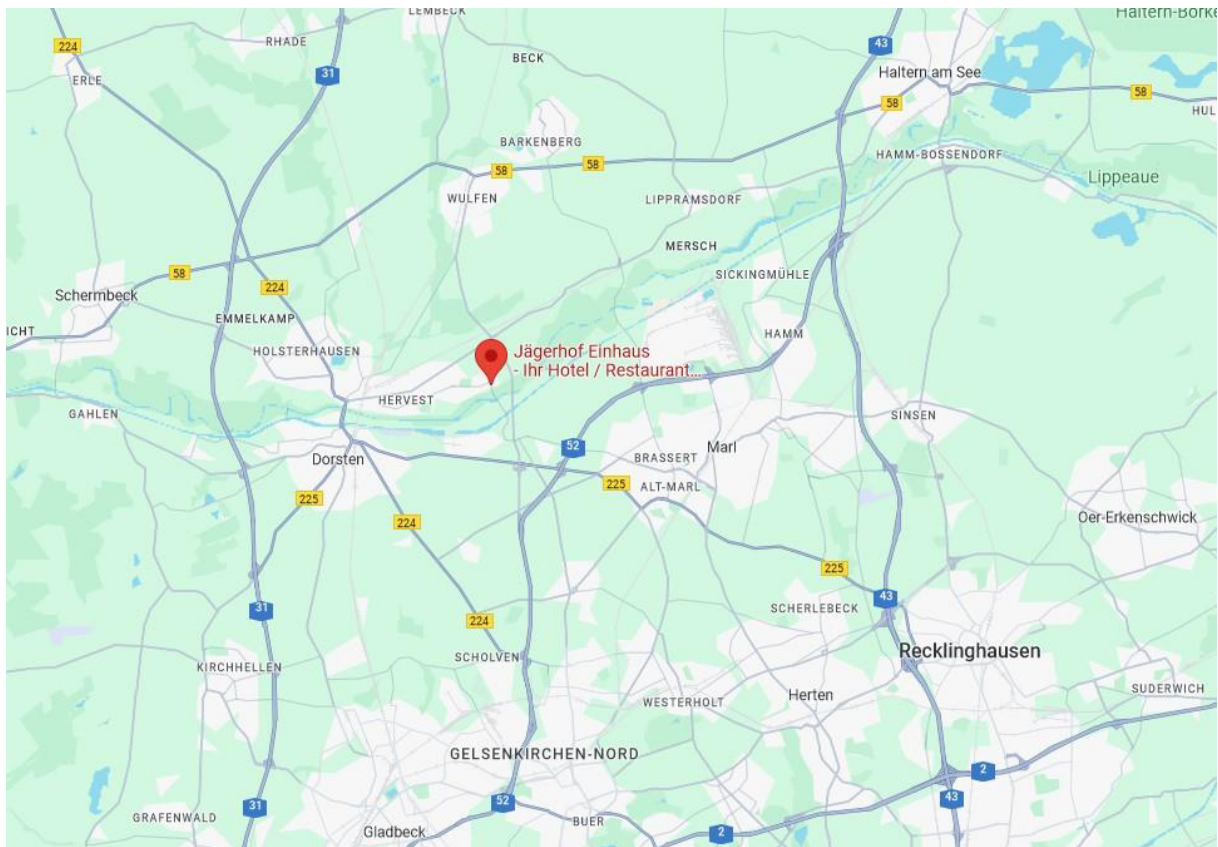 LEMBECK
Haltern-Borke
224
RHADE
43
31
BECK
Haltern am See
ERLE
58
58
HUL
BARKENBERG
HAMM-BOSSENDORF
58
58
Lippeaue
WULFEN
LIPPRAMSDORF
MERSCH
58
SICKINGMÜHLE
Schermbeck
224
EMMELKAMP
ICHT
HAMM
HOLSTERHAUSEN
Jägerhof Einhaus
- Ihr Hotel / Restaurant...
HERVEST
GAHLEN
SINSEN
52
Marl
Dorsten
BRASSERT
225
225
ALT-MARL
224
Oer-Erkenschwick
225
43
31
SCHERLEBECK
224
Recklinghausen
SCHOLVEN
KIRCHHELLEN
WESTERHOLT
Herten
SUDERWICH
GELSENKIRCHEN-NORD
2
43
52
31
GRAFENWALD
BUER
Gladbeck
2